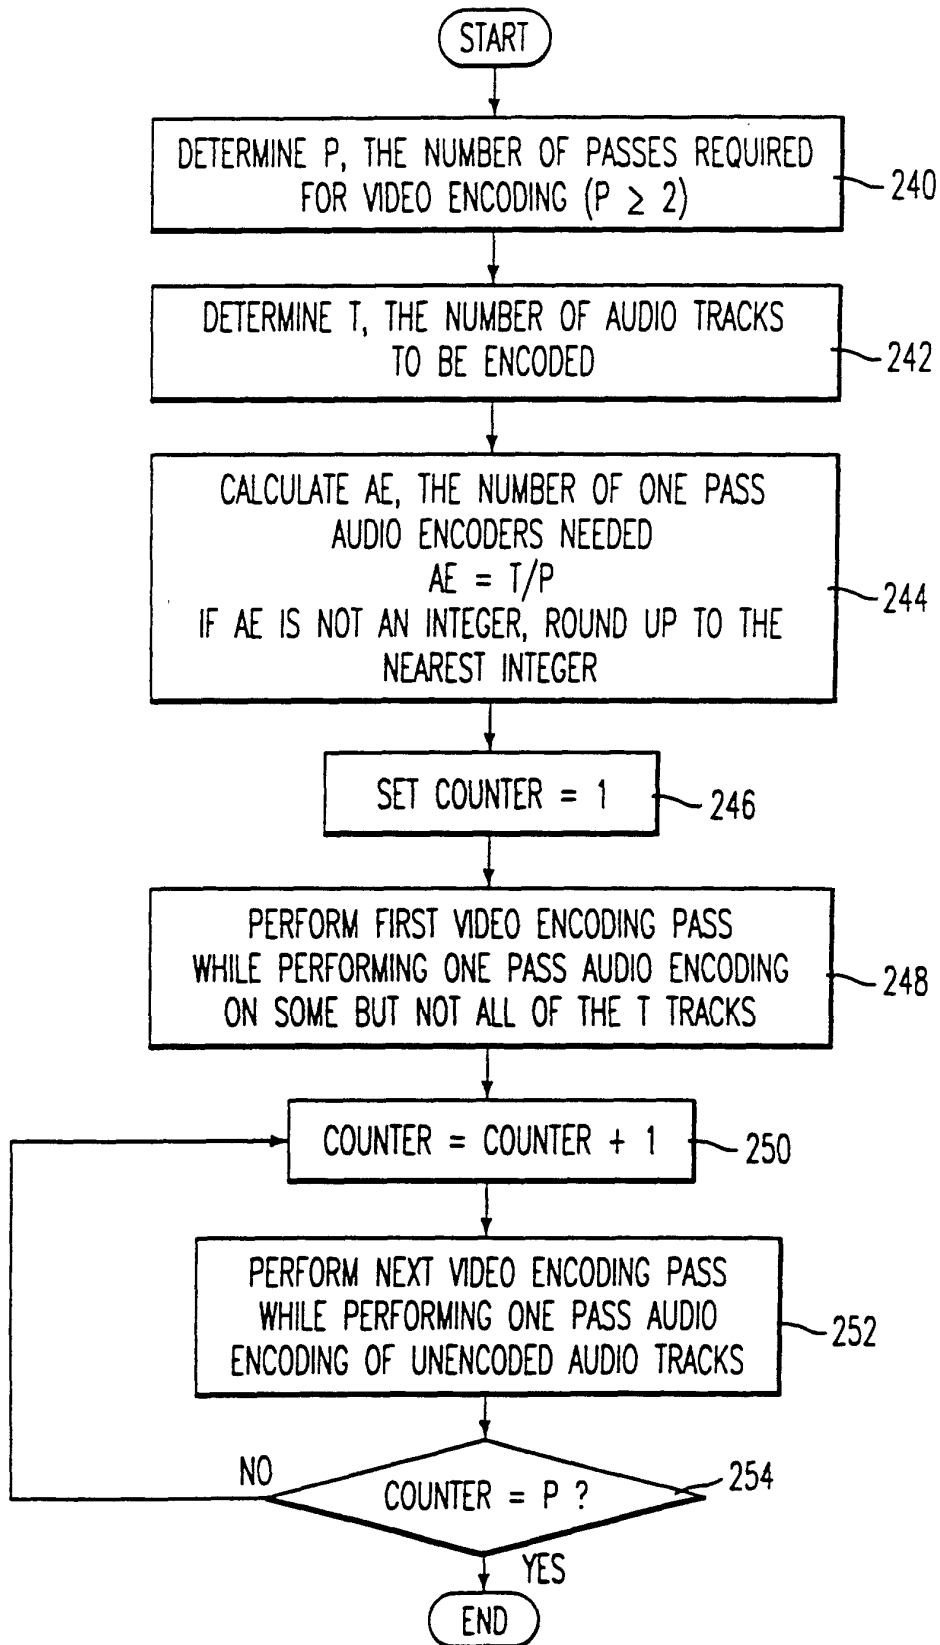 START
DETERMINE P, THE NUMBER OF PASSES REQUIRED
FOR VIDEO ENCODING (P ≥ 2)
240
DETERMINE T, THE NUMBER OF AUDIO TRACKS
TO BE ENCODED
242
CALCULATE AE, THE NUMBER OF ONE PASS
AUDIO ENCODERS NEEDED
AE = T/P
IF AE IS NOT AN INTEGER, ROUND UP TO THE
NEAREST INTEGER
244
SET COUNTER = 1
246
PERFORM FIRST VIDEO ENCODING PASS
WHILE PERFORMING ONE PASS AUDIO ENCODING
ON SOME BUT NOT ALL OF THE T TRACKS
248
COUNTER = COUNTER + 1
250
PERFORM NEXT VIDEO ENCODING PASS
WHILE PERFORMING ONE PASS AUDIO
ENCODING OF UNENCODED AUDIO TRACKS
252
NO
COUNTER = P ?
254
YES
END